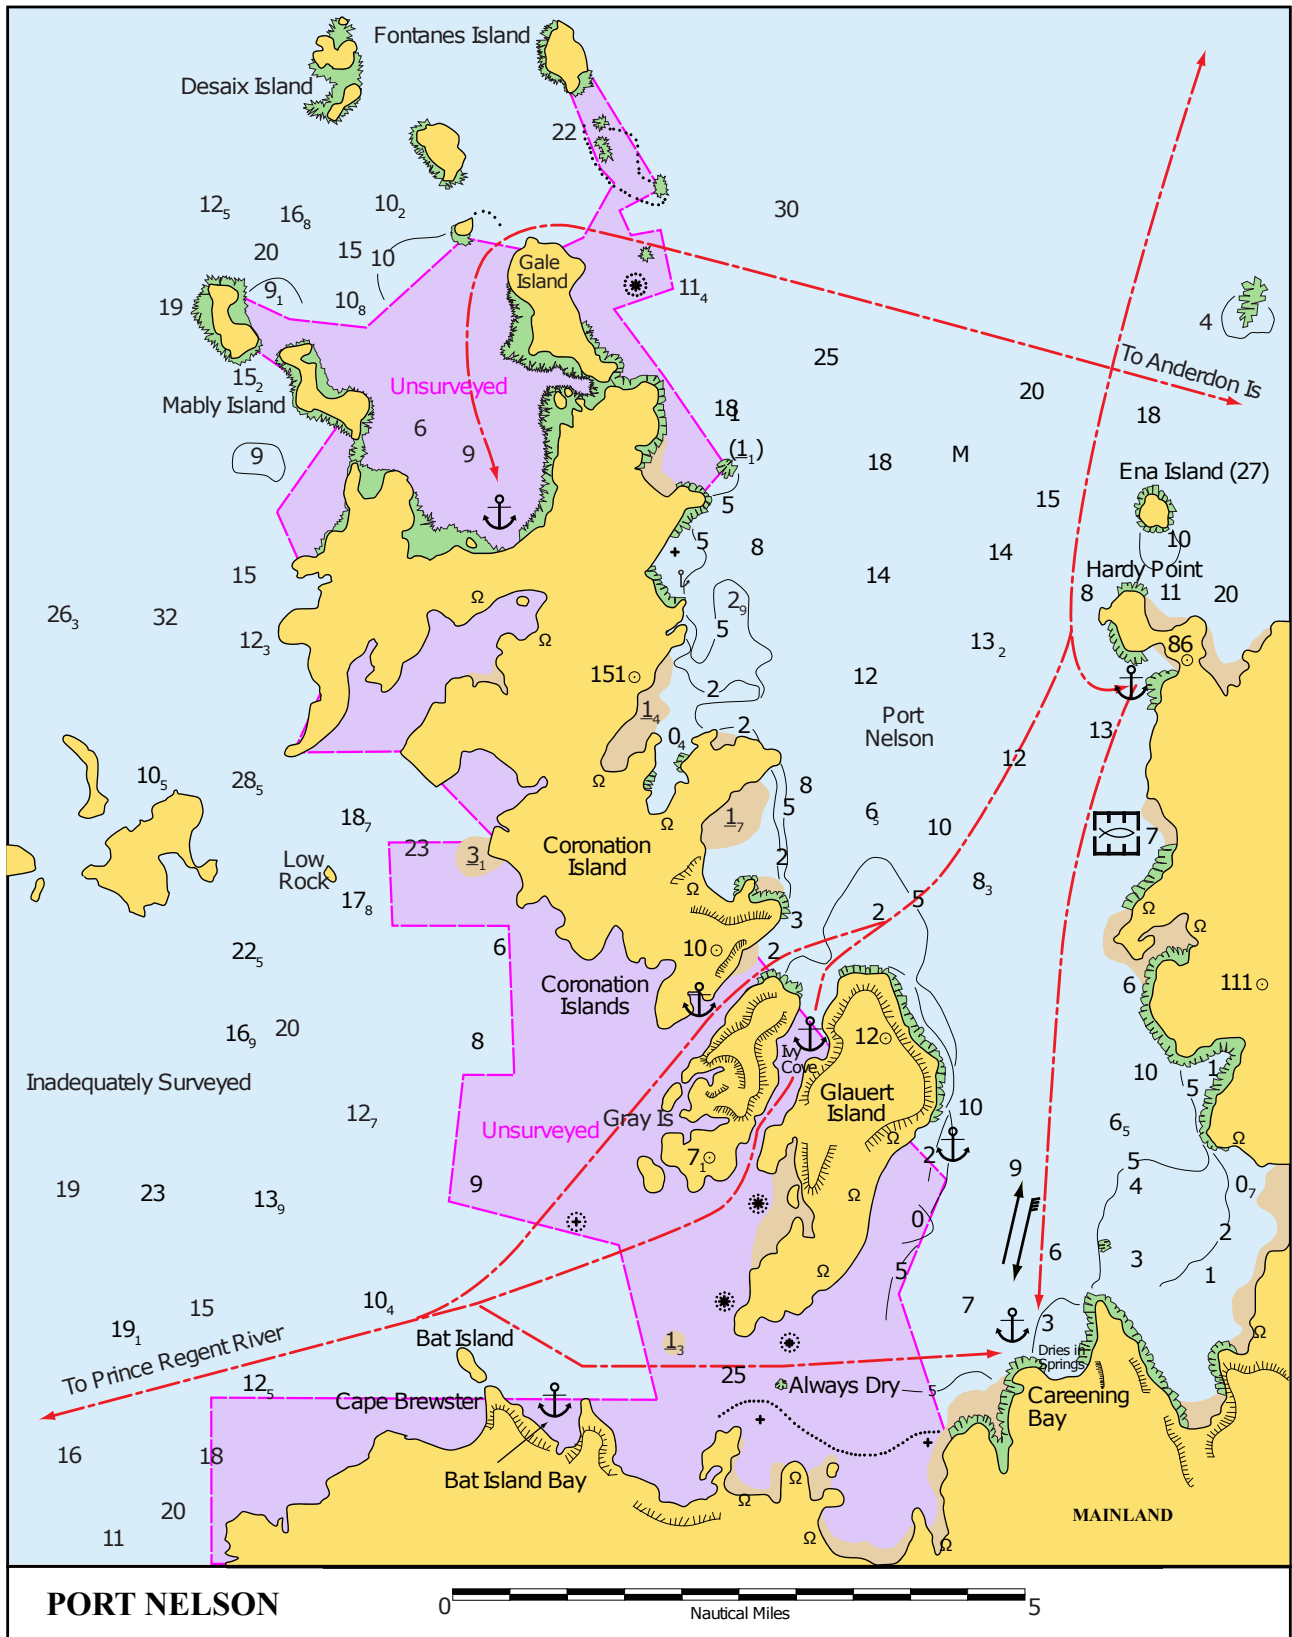 Fontanes Island
Desaix Island
22
12₅
16₈
10₂
30
20
15
10
Gale
Island
9₁
19
10₈
11₄
4
25
To Anderdon Is
15₂
Unsurveyed
Mably Island
20
18
1
18
6
9
9
(1₁)
18
M
Ena Island (27)
5
15
10
5
8
14
14
Hardy Point
15
8
11
20
26₃
32
Ω
2₉
12₃
Ω
5
13₂
86
151
12
2
1₄
Port
Nelson
0₄
2
13
12
10₅
28₅
Ω
8
5
6₅
18₇
1₇
10
7
Ω
23
3₁
Coronation
Island
2
Low
Rock
8₃
17₈
Ω
5
2
3
Ω
Ω
22₅
6
10
2
Coronation
Islands
6
111
16₉
20
8
12
Ivy
Cove
Inadequately Surveyed
10
1
5
Glauert
Island
12₇
Unsurveyed
Gray Is
10
6₅
Ω
Ω
7₁
2
9
5
4
19
23
13₉
9
Ω
0₇
0
2
6
3
5
Ω
1
10₄
15
7
3
19₁
Bat Island
1₃
Ω
Dries in
Springs
To Prince Regent River
25
12₅
Always Dry
5
Cape Brewster
Careening
Bay
16
18
Bat Island Bay
Ω
Ω
20
MAINLAND
11
Ω
Ω
PORT NELSON
0
5
Nautical Miles